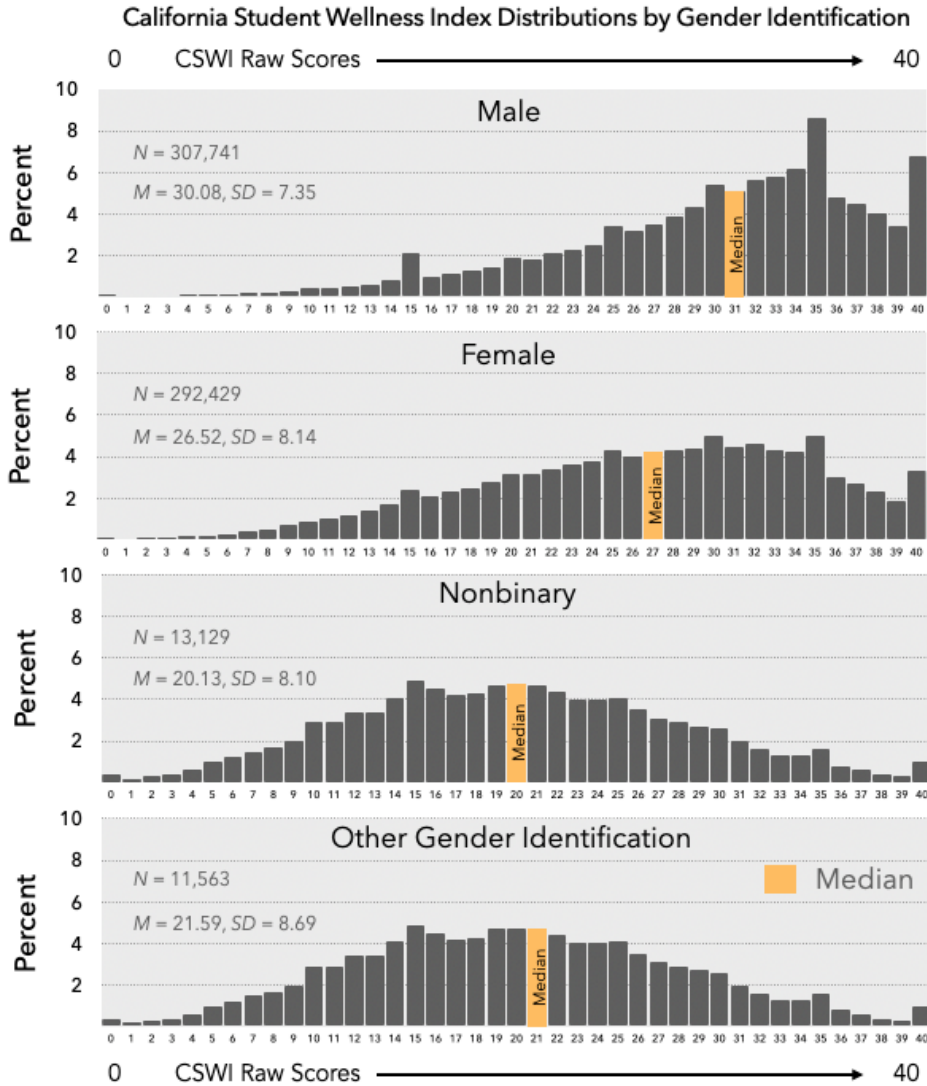 California Student Wellness Index Distributions by Gender Identification
0 CSWI Raw Scores 40
Male
N = 307,741
M = 30.08, SD = 7.35
Percent
10
8
6
4
2
Median
0 1 2 3 4 5 6 7 8 9 10 11 12 13 14 15 16 17 18 19 20 21 22 23 24 25 26 27 28 29 30 31 32 33 34 35 36 37 38 39 40
Female
N = 292,429
M = 26.52, SD = 8.14
Percent
10
8
6
4
2
Median
0 1 2 3 4 5 6 7 8 9 10 11 12 13 14 15 16 17 18 19 20 21 22 23 24 25 26 27 28 29 30 31 32 33 34 35 36 37 38 39 40
Nonbinary
N = 13,129
M = 20.13, SD = 8.10
Percent
10
8
6
4
2
Median
0 1 2 3 4 5 6 7 8 9 10 11 12 13 14 15 16 17 18 19 20 21 22 23 24 25 26 27 28 29 30 31 32 33 34 35 36 37 38 39 40
Other Gender Identification
N = 11,563
M = 21.59, SD = 8.69
Percent
10
8
6
4
2
Median
Median
0 1 2 3 4 5 6 7 8 9 10 11 12 13 14 15 16 17 18 19 20 21 22 23 24 25 26 27 28 29 30 31 32 33 34 35 36 37 38 39 40
0 CSWI Raw Scores 40